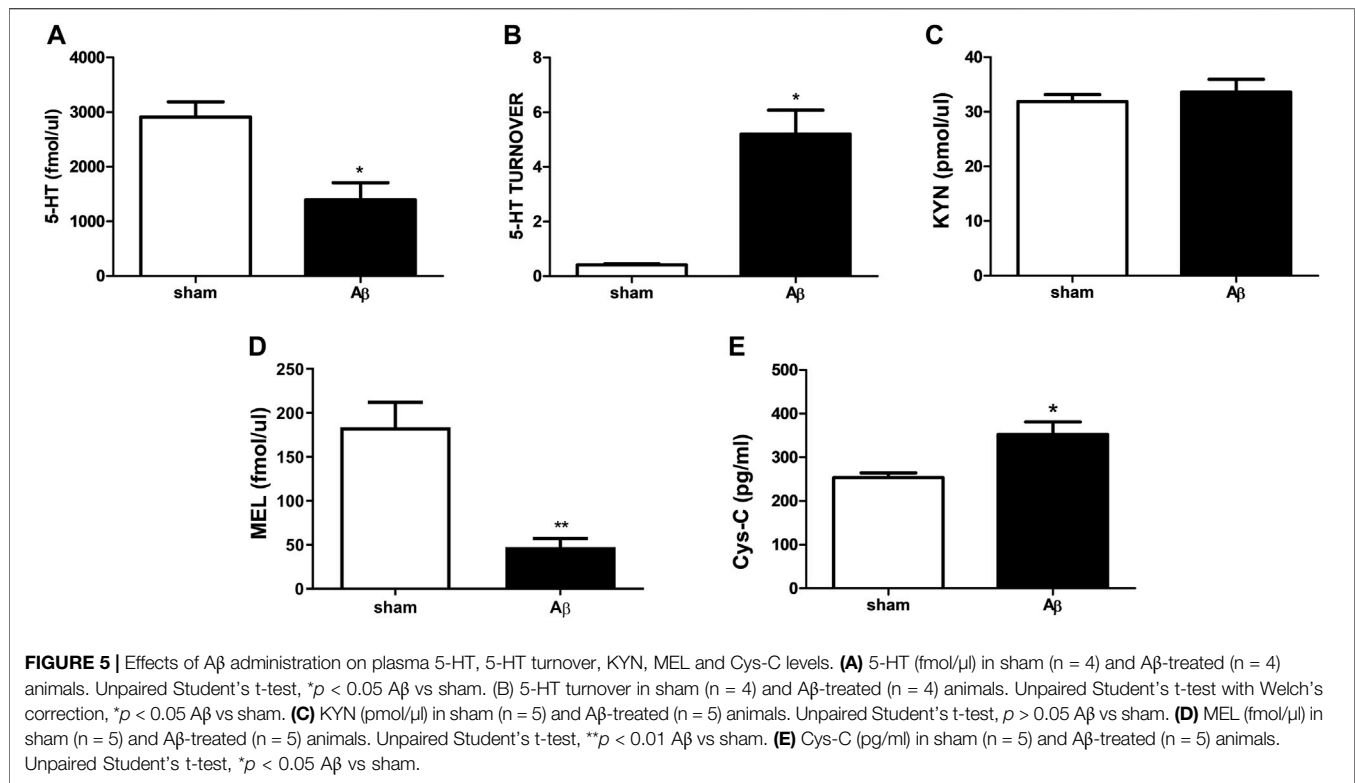 A
5-HT (fmol/ul)
4000
3000
2000
1000
0
*
sham
Aβ
B
5-HT TURNOVER
8
6
4
2
0
*
sham
Aβ
C
KYN (pmol/ul)
40
30
20
10
0
sham
Aβ
D
MEL (fmol/ul)
250
200
150
100
50
0
**
sham
Aβ
E
Cys-C (pg/ml)
500
400
300
200
100
0
*
sham
Aβ
FIGURE 5 | Effects of Aβ administration on plasma 5-HT, 5-HT turnover, KYN, MEL and Cys-C levels. (A) 5-HT (fmol/μl) in sham (n = 4) and Aβ-treated (n = 4)
animals. Unpaired Student’s t-test, *p < 0.05 Aβ vs sham. (B) 5-HT turnover in sham (n = 4) and Aβ-treated (n = 4) animals. Unpaired Student’s t-test with Welch’s
correction, *p < 0.05 Aβ vs sham. (C) KYN (pmol/μl) in sham (n = 5) and Aβ-treated (n = 5) animals. Unpaired Student’s t-test, p > 0.05 Aβ vs sham. (D) MEL (fmol/μl) in
sham (n = 5) and Aβ-treated (n = 5) animals. Unpaired Student’s t-test, **p < 0.01 Aβ vs sham. (E) Cys-C (pg/ml) in sham (n = 5) and Aβ-treated (n = 5) animals.
Unpaired Student’s t-test, *p < 0.05 Aβ vs sham.